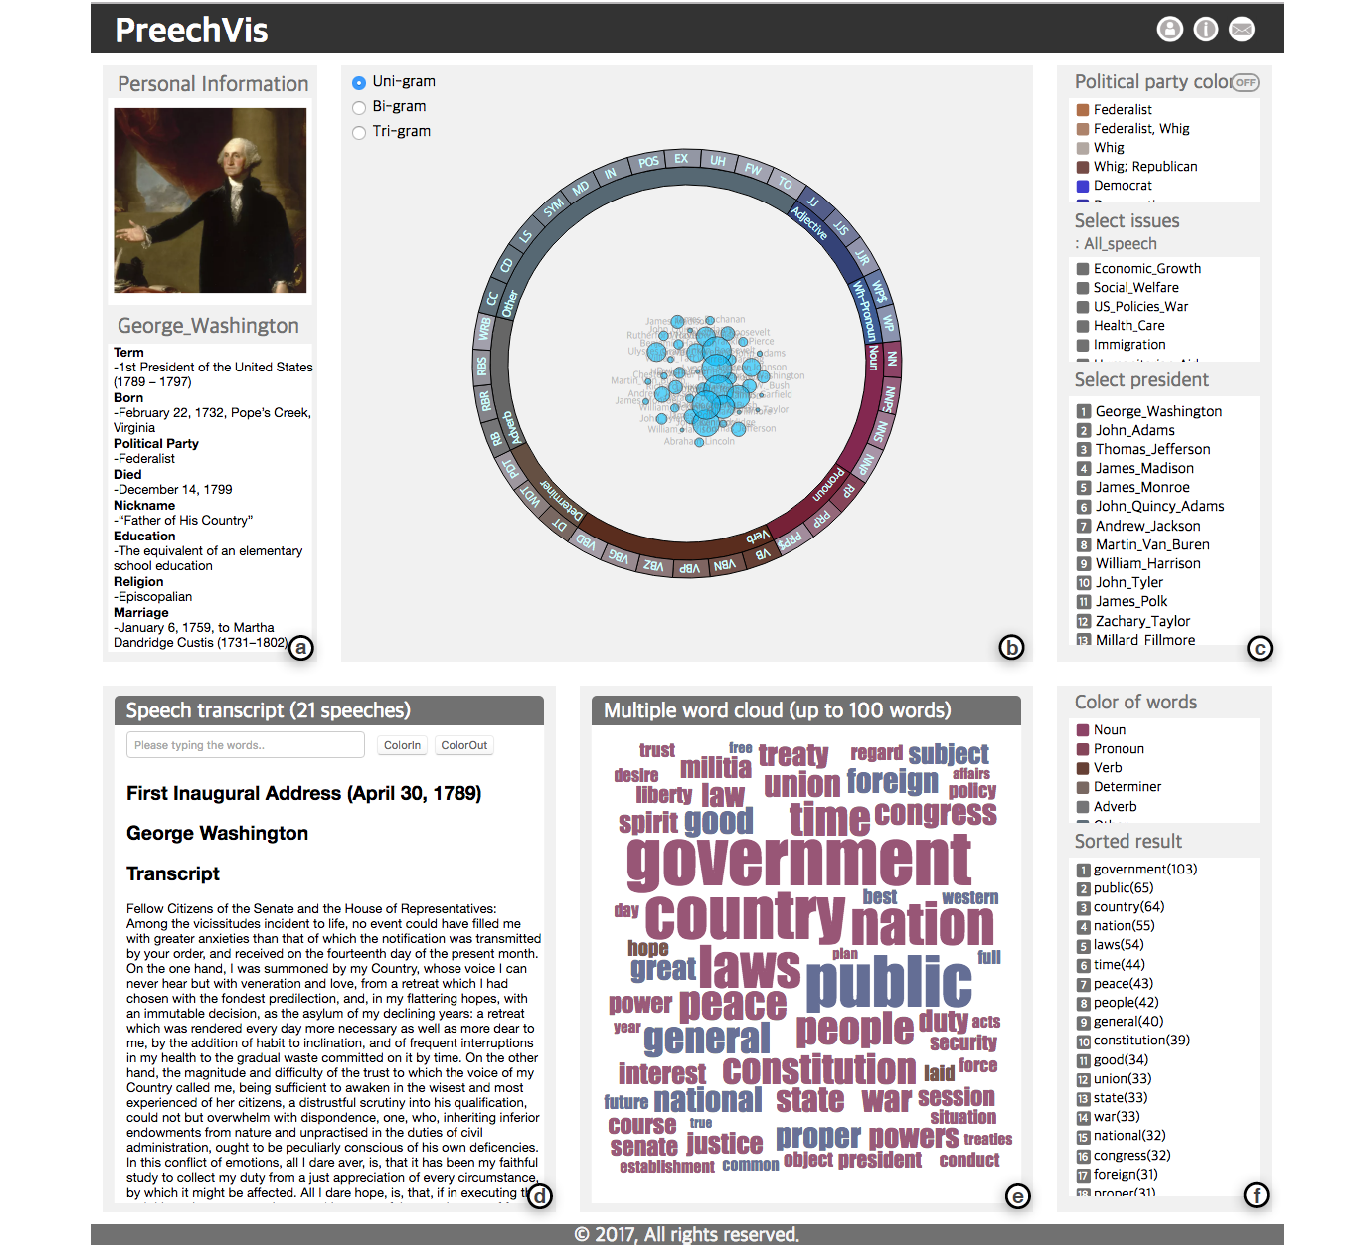 PreechVis
Personal Information
George_Washington
Term
-1st President of the United States
(1789 – 1797)
Born
-February 22, 1732, Pope's Creek,
Virginia
Political Party
-Federalist
Died
-December 14, 1799
Nickname
-"Father of His Country"
Education
-The equivalent of an elementary
school education
Religion
-Episcopalian
Marriage
-January 6, 1759, to Martha
Dandridge Custis (1731–1802)
a
Uni-gram
Bi-gram
Tri-gram
POS
EX
UH
FW
TO
JJ
JJS
JJR
WP$
WP
NN
NNPS
NNS
NNP
RP
PRP
PRP$
VB
VBN
VBP
VBZ
VBG
VBD
DT
WDT
PDT
RB
RBR
RBS
WRB
CC
CD
LS
SYM
MD
IN
Adjective
Wh-Pronoun
Noun
Pronoun
Verb
Determiner
Adverb
Other
Abraham Lincoln
b
Political party color
OFF
Federalist
Federalist, Whig
Whig
Whig; Republican
Democrat
Select issues
: All_speech
Economic_Growth
Social_Welfare
US_Policies_War
Health_Care
Immigration
Select president
1 George_Washington
2 John_Adams
3 Thomas_Jefferson
4 James_Madison
5 James_Monroe
6 John_Quincy_Adams
7 Andrew_Jackson
8 Martin_Van_Buren
9 William_Harrison
10 John_Tyler
11 James_Polk
12 Zachary_Taylor
13 Millard_Fillmore
c
Speech transcript (21 speeches)
Please typing the words..
ColorIn
ColorOut
First Inaugural Address (April 30, 1789)
George Washington
Transcript
Fellow Citizens of the Senate and the House of Representatives:
Among the vicissitudes incident to life, no event could have filled me
with greater anxieties than that of which the notification was transmitted
by your order, and received on the fourteenth day of the present month.
On the one hand, I was summoned by my Country, whose voice I can
never hear but with veneration and love, from a retreat which I had
chosen with the fondest predilection, and, in my flattering hopes, with
an immutable decision, as the asylum of my declining years: a retreat
which was rendered every day more necessary as well as more dear to
me, by the addition of habit to inclination, and of frequent interruptions
in my health to the gradual waste committed on it by time. On the other
hand, the magnitude and difficulty of the trust to which the voice of my
Country called me, being sufficient to awaken in the wisest and most
experienced of her citizens, a distrustful scrutiny into his qualification,
could not but overwhelm with dispondence, one, who, inheriting inferior
endowments from nature and unpractised in the duties of civil
administration, ought to be peculiarly conscious of his own deficencies.
In this conflict of emotions, all I dare aver, is, that it has been my faithful
study to collect my duty from a just appreciation of every circumstance,
by which it might be affected. All I dare hope, is, that, if in executing
d
Multiple word cloud (up to 100 words)
trust free treaty regard subject
desire militia union foreign affairs
liberty law policy
spirit good time congress
government
day country best western
nation
hope great laws plan public full
power peace
year general people duty acts
security
interest constitution laid force
future national state war session
situation
course true
senate justice proper powers treaties
establishment common object president conduct
e
Color of words
Noun
Pronoun
Verb
Determiner
Adverb
Sorted result
1 government(103)
2 public(65)
3 country(64)
4 nation(55)
5 laws(54)
6 time(44)
7 peace(43)
8 people(42)
9 general(40)
10 constitution(39)
11 good(34)
12 union(33)
13 state(33)
14 war(33)
15 national(32)
16 congress(32)
17 foreign(31)
18 proper(31)
f
© 2017, All rights reserved.